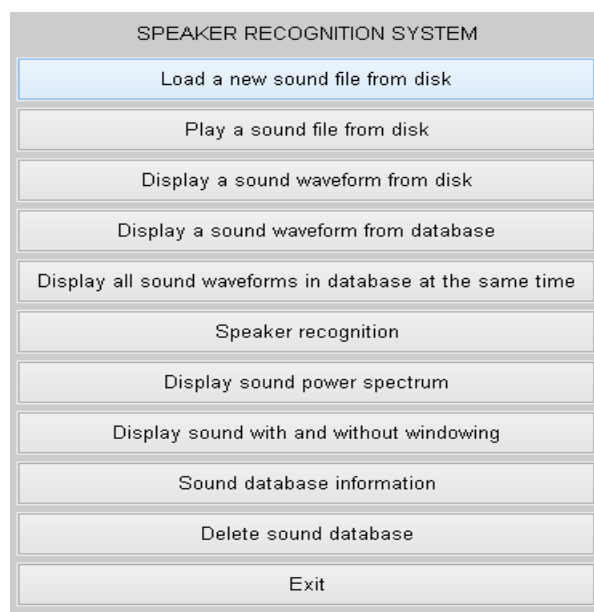 SPEAKER RECOGNITION SYSTEM
Load a new sound file from disk
Play a sound file from disk
Display a sound waveform from disk
Display a sound waveform from database
Display all sound waveforms in database at the same time
Speaker recognition
Display sound power spectrum
Display sound with and without windowing
Sound database information
Delete sound database
Exit